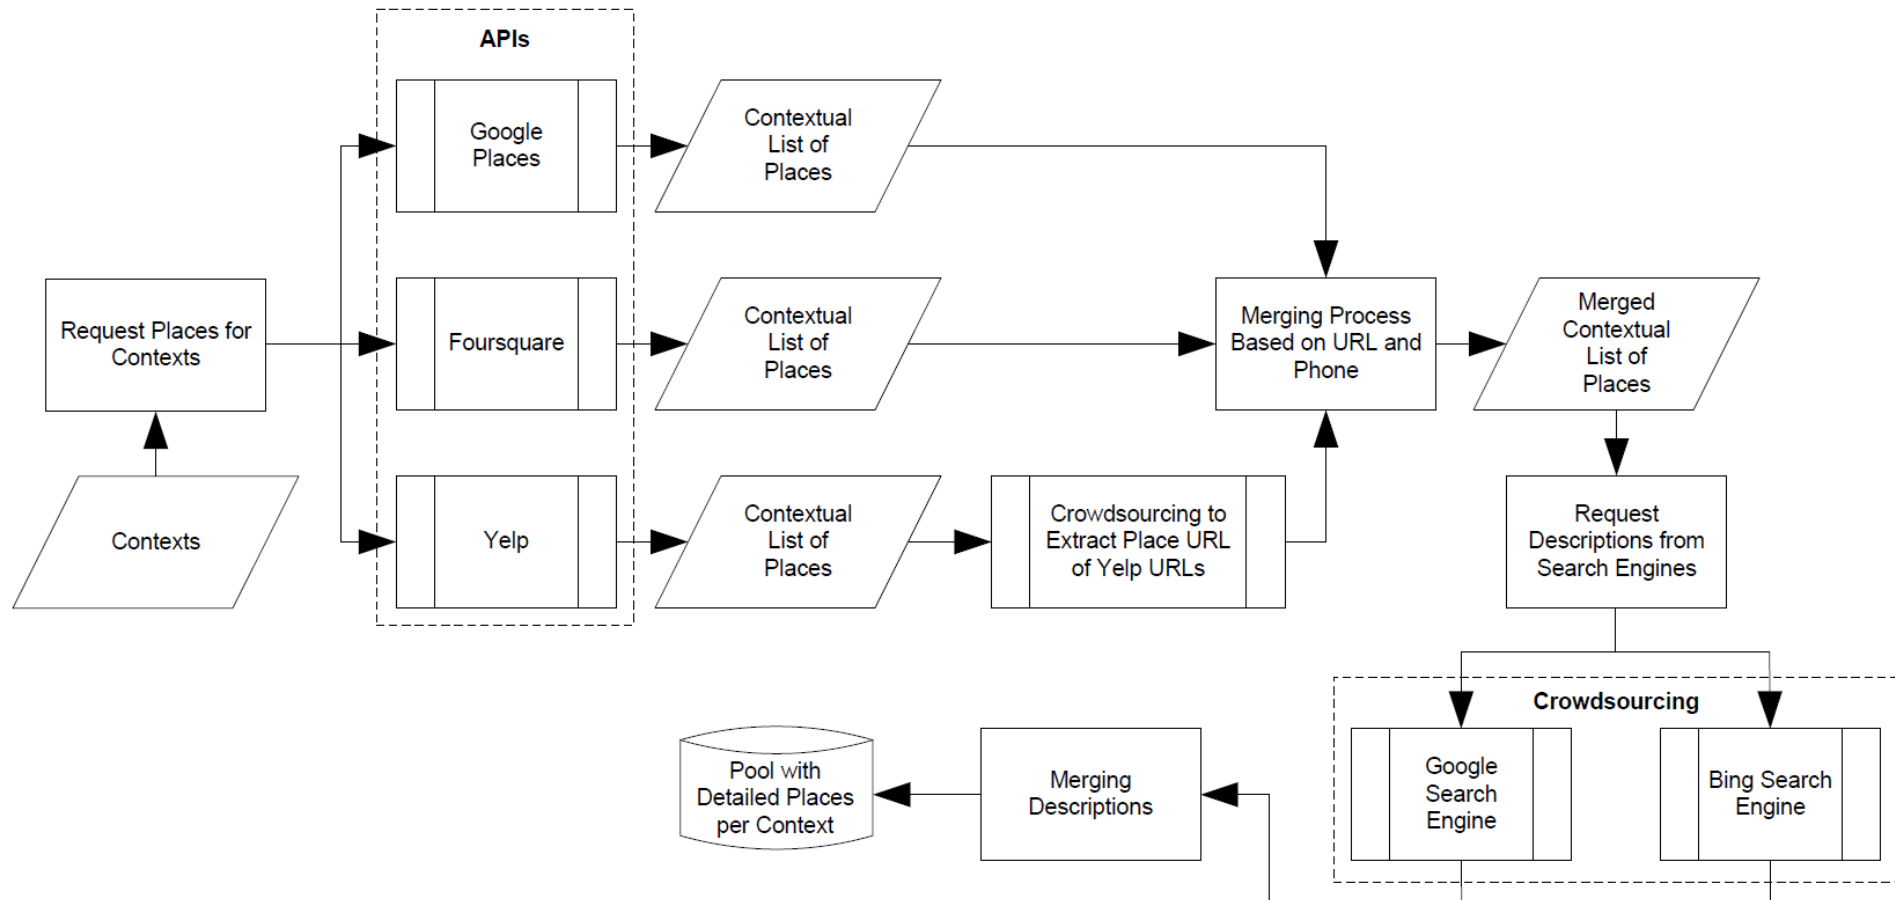 APIs
Google
Places
Contextual
List of
Places
Request Places for
Contexts
Foursquare
Contextual
List of
Places
Merging Process
Based on URL and
Phone
Merged
Contextual
List of
Places
Contexts
Yelp
Contextual
List of
Places
Crowdsourcing to
Extract Place URL
of Yelp URLs
Request
Descriptions from
Search Engines
Crowdsourcing
Pool with
Detailed Places
per Context
Merging
Descriptions
Google
Search
Engine
Bing Search
Engine